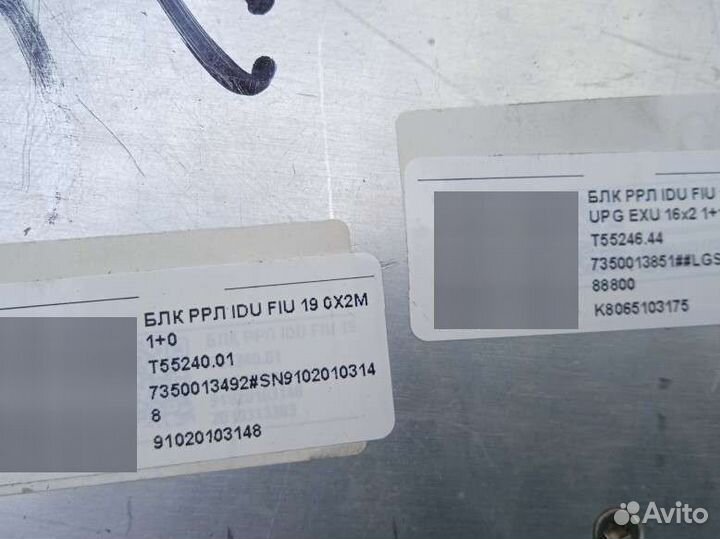 БЛК РРЛ IDU FIU 19 0X2M
1+0
T55240.01
7350013492#SN9102010314
8
91020103148
БЛК РРЛ IDU FIU
UPG EXU 16x2 1+
T55246.44
7350013851##LGS
88800
K8065103175
Avito